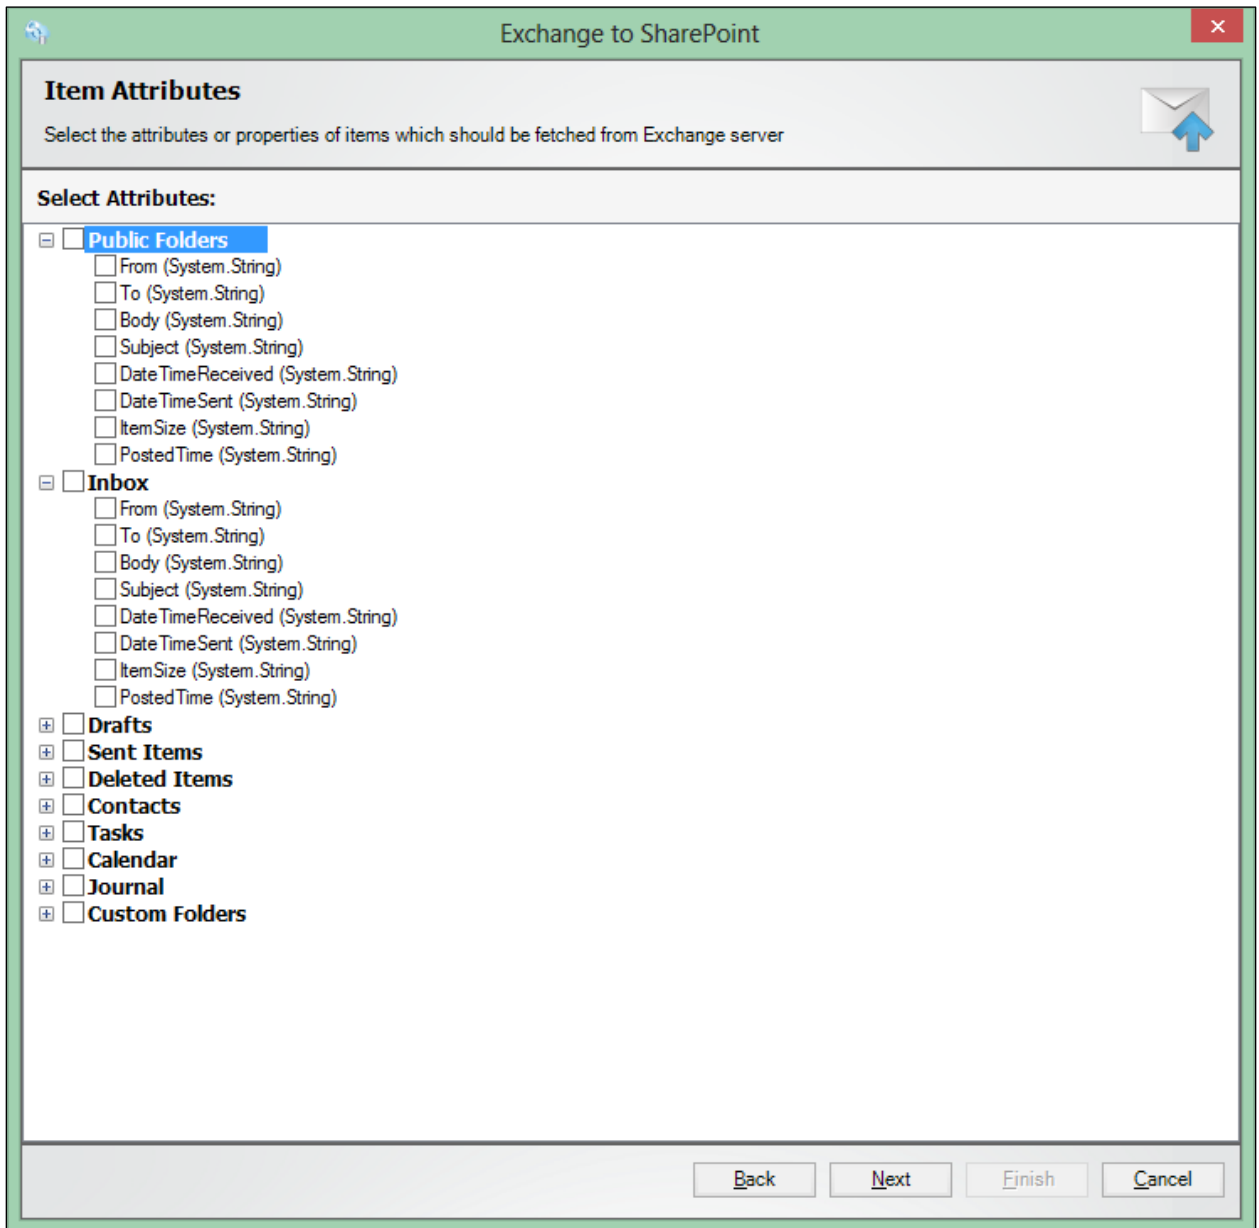 Exchange to SharePoint
Item Attributes
Select the attributes or properties of items which should be fetched from Exchange server
Select Attributes:
Public Folders
From (System.String)
To (System.String)
Body (System.String)
Subject (System.String)
DateTimeReceived (System.String)
DateTimeSent (System.String)
ItemSize (System.String)
PostedTime (System.String)
Inbox
From (System.String)
To (System.String)
Body (System.String)
Subject (System.String)
DateTimeReceived (System.String)
DateTimeSent (System.String)
ItemSize (System.String)
PostedTime (System.String)
Drafts
Sent Items
Deleted Items
Contacts
Tasks
Calendar
Journal
Custom Folders
Back Next Finish Cancel